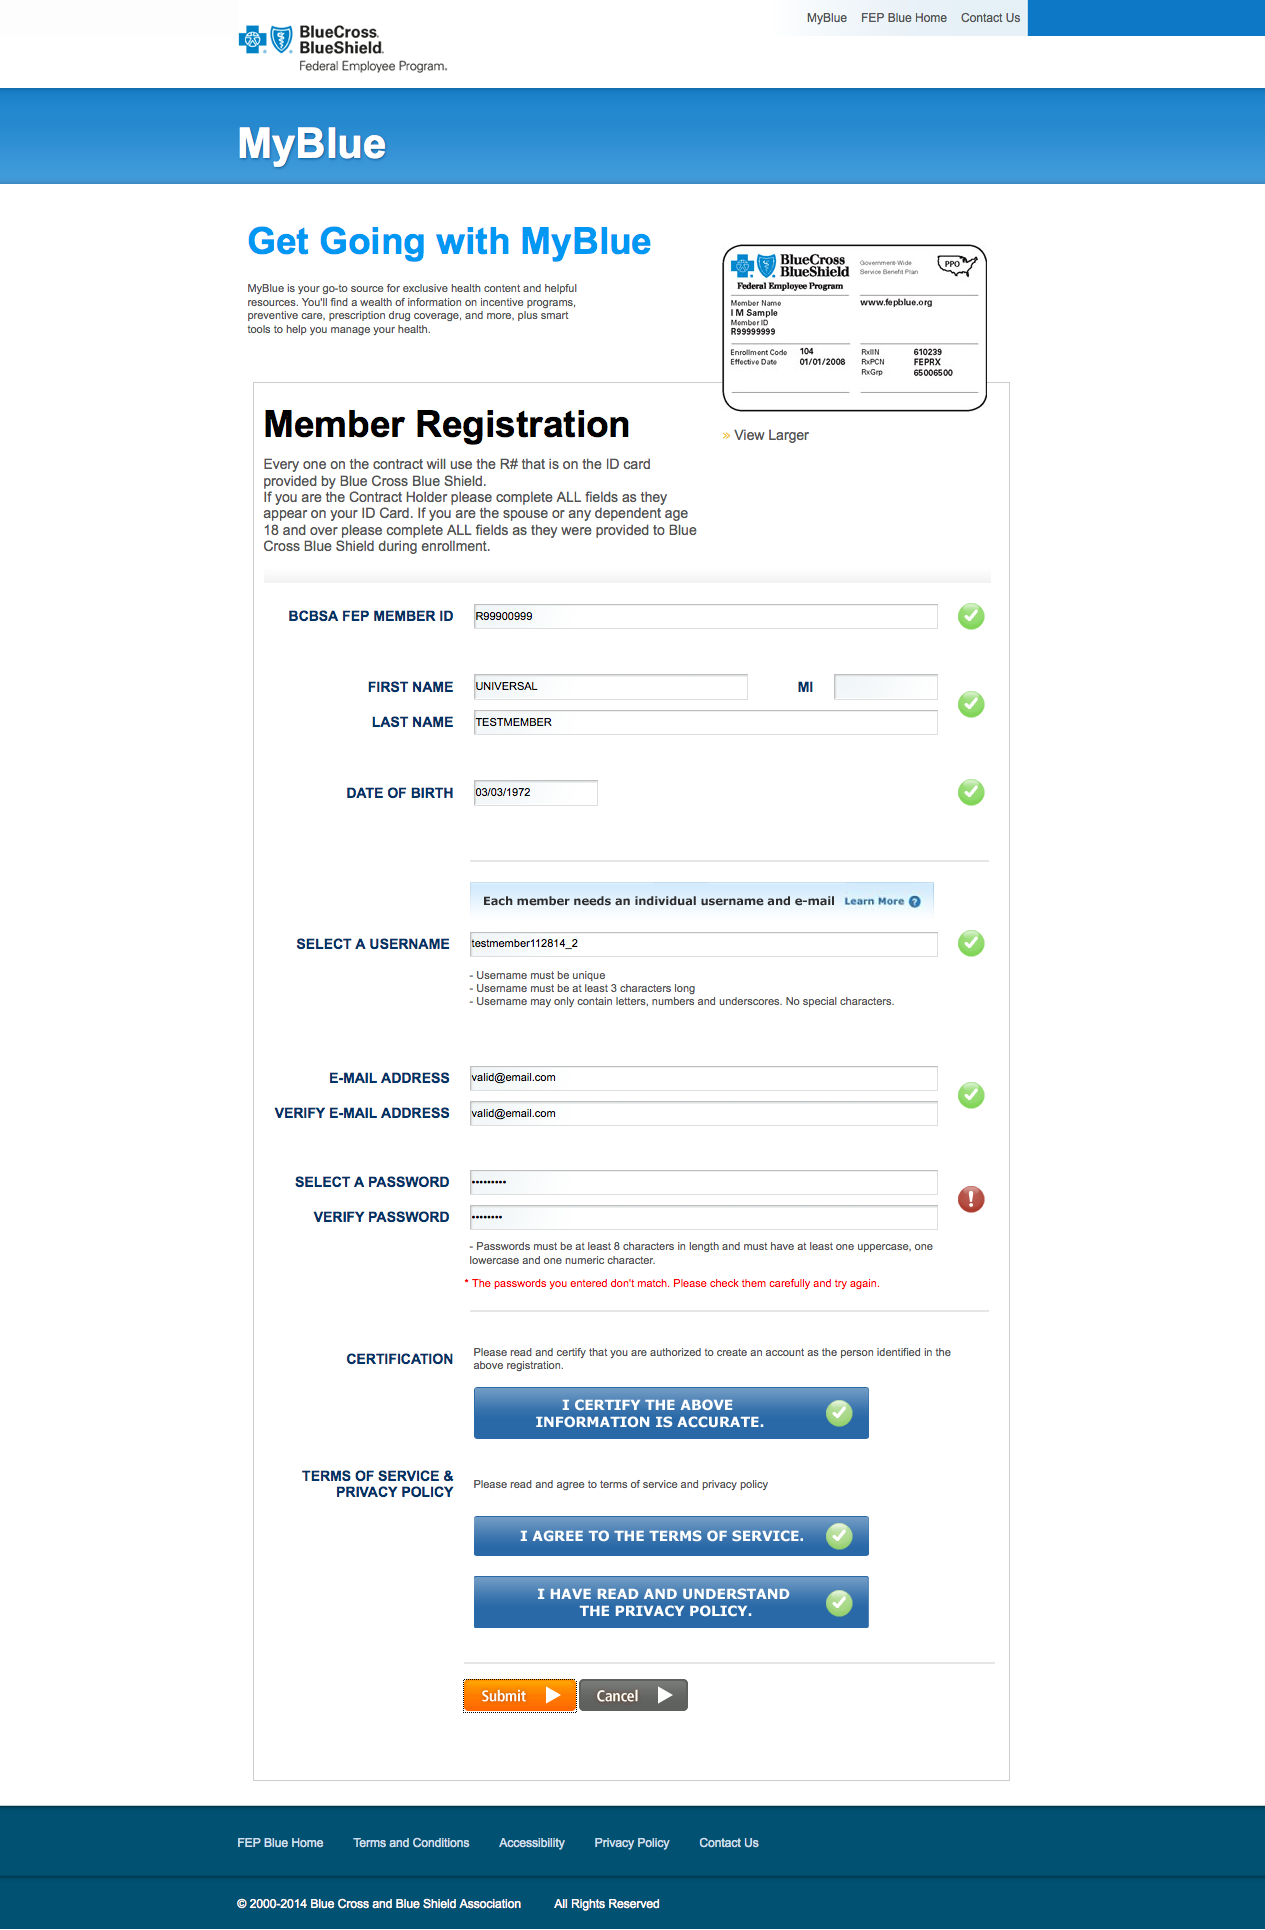 MyBlue FEP Blue Home Contact Us
BlueCross
BlueShield
Federal Employee Program.
MyBlue
Get Going with MyBlue
MyBlue is your go-to source for exclusive health content and helpful
resources. You'll find a wealth of information on incentive programs,
preventive care, prescription drug coverage, and more, plus smart
tools to help you manage your health.
BlueCross
BlueShield
Federal Employee Program
Government-Wide
Service Benefit Plan
PPO
Member Name
I M Sample
Member ID
R99999999
www.fepblue.org
Enrollment Code 104
Effective Date 01/01/2008
RxIIN 610239
RxPCN FEPRX
RxGrp 65006500
» View Larger
Member Registration
Every one on the contract will use the R# that is on the ID card
provided by Blue Cross Blue Shield.
If you are the Contract Holder please complete ALL fields as they
appear on your ID Card. If you are the spouse or any dependent age
18 and over please complete ALL fields as they were provided to Blue
Cross Blue Shield during enrollment.
BCBSA FEP MEMBER ID R99900999
FIRST NAME UNIVERSAL MI
LAST NAME TESTMEMBER
DATE OF BIRTH 03/03/1972
Each member needs an individual username and e-mail Learn More ?
SELECT A USERNAME testmember112814_2
- Username must be unique
- Username must be at least 3 characters long
- Username may only contain letters, numbers and underscores. No special characters.
E-MAIL ADDRESS valid@email.com
VERIFY E-MAIL ADDRESS valid@email.com
SELECT A PASSWORD •••••••••
VERIFY PASSWORD ••••••••
- Passwords must be at least 8 characters in length and must have at least one uppercase, one
lowercase and one numeric character.
* The passwords you entered don't match. Please check them carefully and try again.
CERTIFICATION
Please read and certify that you are authorized to create an account as the person identified in the
above registration.
I CERTIFY THE ABOVE
INFORMATION IS ACCURATE.
TERMS OF SERVICE &
PRIVACY POLICY
Please read and agree to terms of service and privacy policy
I AGREE TO THE TERMS OF SERVICE.
I HAVE READ AND UNDERSTAND
THE PRIVACY POLICY.
Submit Cancel
FEP Blue Home Terms and Conditions Accessibility Privacy Policy Contact Us
© 2000-2014 Blue Cross and Blue Shield Association All Rights Reserved